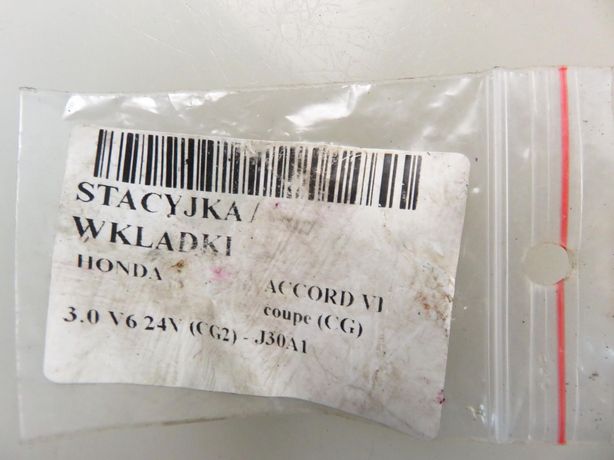 STACYJKA /
WKLADKI
HONDA
ACCORD VI
coupe (CG)
3.0 V6 24V (CG2) - J30A1